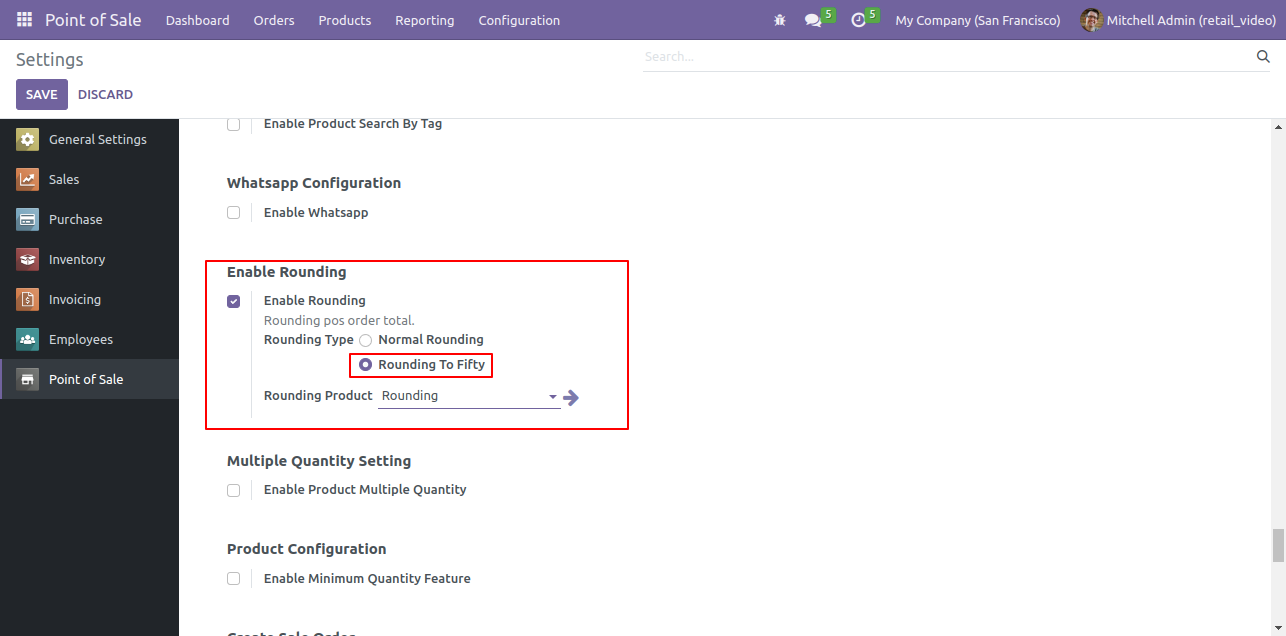 Point of Sale Dashboard Orders Products Reporting Configuration 5 5 My Company (San Francisco) Mitchell Admin (retail_video)
Settings
Search...
SAVE DISCARD
General Settings
Sales
Purchase
Inventory
Invoicing
Employees
Point of Sale
Enable Product Search By Tag
Whatsapp Configuration
Enable Whatsapp
Enable Rounding
Enable Rounding
Rounding pos order total.
Rounding Type Normal Rounding
Rounding To Fifty
Rounding Product Rounding
Multiple Quantity Setting
Enable Product Multiple Quantity
Product Configuration
Enable Minimum Quantity Feature
Create Sale Order